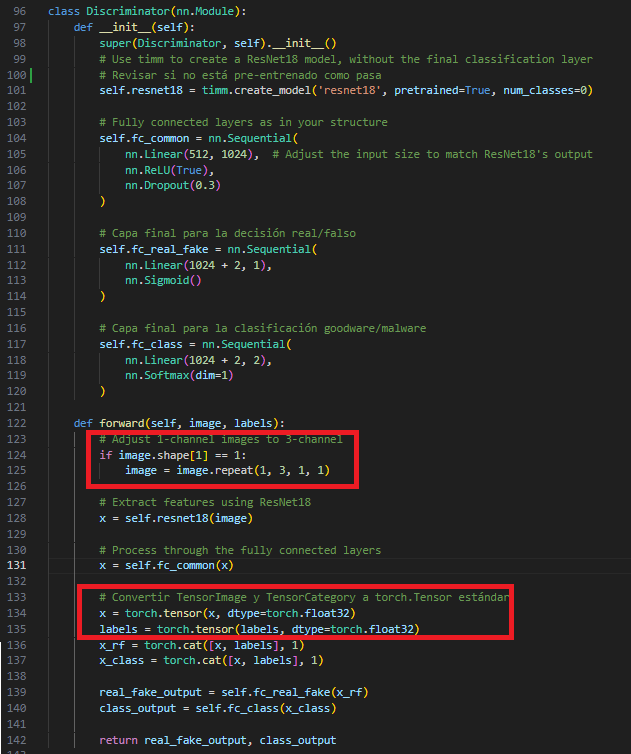 96 class Discriminator(nn.Module):
97 def __init__(self):
98 super(Discriminator, self).__init__()
99 # Use timm to create a ResNet18 model, without the final classification layer
100 # Revisar si no está pre-entrenado como pasa
101 self.resnet18 = timm.create_model('resnet18', pretrained=True, num_classes=0)
102
103 # Fully connected layers as in your structure
104 self.fc_common = nn.Sequential(
105 nn.Linear(512, 1024), # Adjust the input size to match ResNet18's output
106 nn.ReLU(True),
107 nn.Dropout(0.3)
108 )
109
110 # Capa final para la decisión real/falso
111 self.fc_real_fake = nn.Sequential(
112 nn.Linear(1024 + 2, 1),
113 nn.Sigmoid()
114 )
115
116 # Capa final para la clasificación goodware/malware
117 self.fc_class = nn.Sequential(
118 nn.Linear(1024 + 2, 2),
119 nn.Softmax(dim=1)
120 )
121
122 def forward(self, image, labels):
123 # Adjust 1-channel images to 3-channel
124 if image.shape[1] == 1:
125 image = image.repeat(1, 3, 1, 1)
126
127 # Extract features using ResNet18
128 x = self.resnet18(image)
129
130 # Process through the fully connected layers
131 x = self.fc_common(x)
132
133 # Convertir TensorImage y TensorCategory a torch.Tensor estándar
134 x = torch.tensor(x, dtype=torch.float32)
135 labels = torch.tensor(labels, dtype=torch.float32)
136 x_rf = torch.cat([x, labels], 1)
137 x_class = torch.cat([x, labels], 1)
138
139 real_fake_output = self.fc_real_fake(x_rf)
140 class_output = self.fc_class(x_class)
141
142 return real_fake_output, class_output